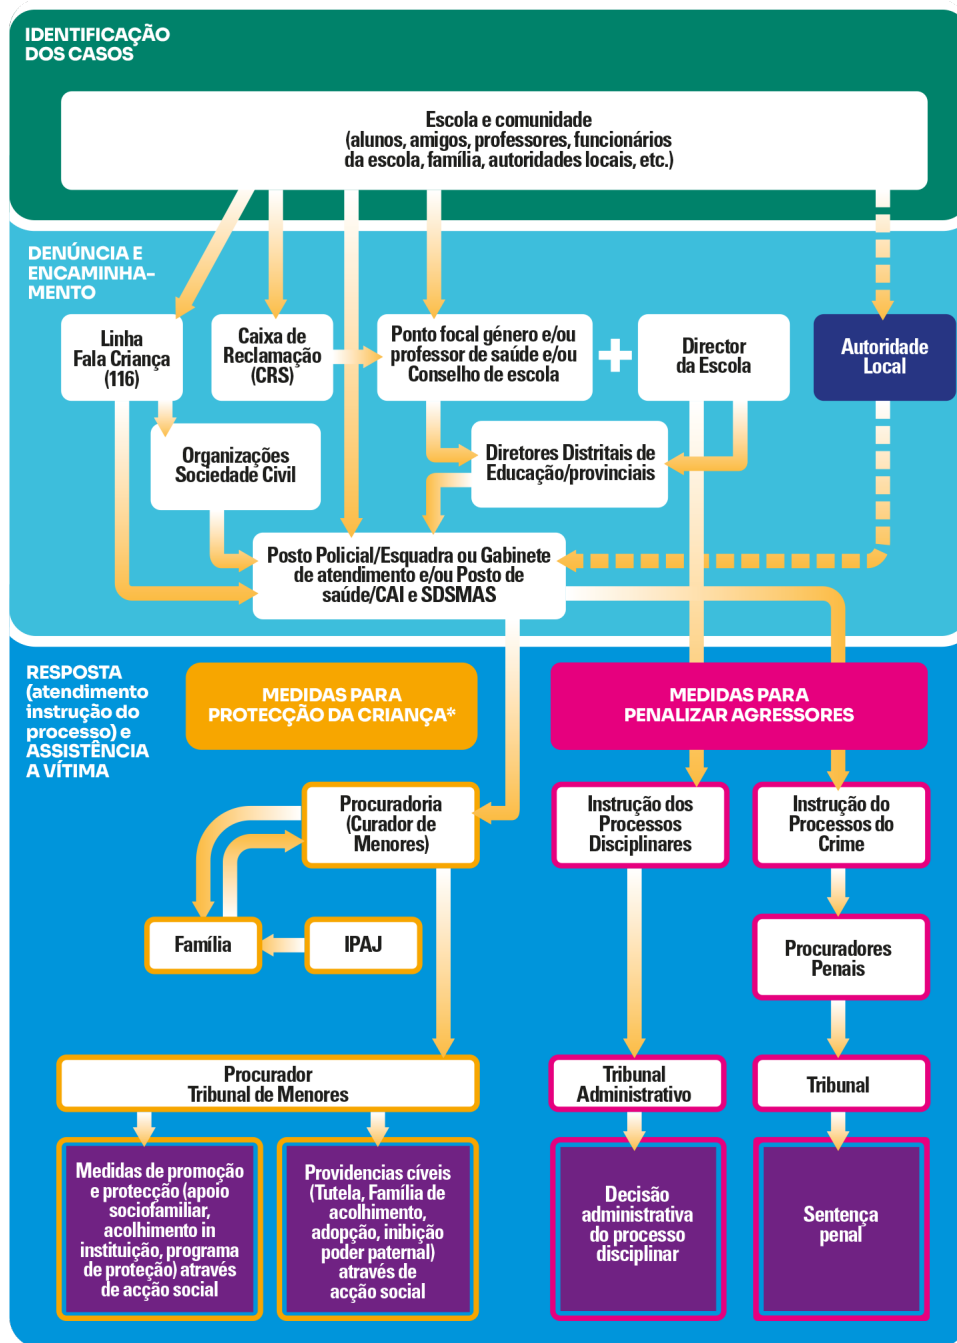 IDENTIFICAÇÃO
DOS CASOS
Escola e comunidade
(alunos, amigos, professores, funcionários
da escola, família, autoridades locais, etc.)
DENÚNCIA E
ENCAMINHA-
MENTO
Linha
Fala Criança
(116)
Caixa de
Reclamação
(CRS)
Ponto focal género e/ou
professor de saúde e/ou
Conselho de escola
+
Director
da Escola
Autoridade
Local
Organizações
Sociedade Civil
Diretores Distritais de
Educação/provinciais
Posto Policial/Esquadra ou Gabinete
de atendimento e/ou Posto de
saúde/CAI e SDSMAS
RESPOSTA
(atendimento
instrução do
processo) e
ASSISTÊNCIA
A VÍTIMA
MEDIDAS PARA
PROTECÇÃO DA CRIANÇA*
MEDIDAS PARA
PENALIZAR AGRESSORES
Procuradoria
(Curador de
Menores)
Instrução dos
Processos
Disciplinares
Instrução do
Processos do
Crime
Família
IPAJ
Procuradores
Penais
Procurador
Tribunal de Menores
Tribunal
Administrativo
Tribunal
Medidas de promoção
e protecção (apoio
sociofamiliar,
acolhimento in
instituição, programa
de proteção) através
de acção social
Providencias cíveis
(Tutela, Família de
acolhimento,
adopção, inibição
poder paternal)
através de
acção social
Decisão
administrativa
do processo
disciplinar
Sentença
penal